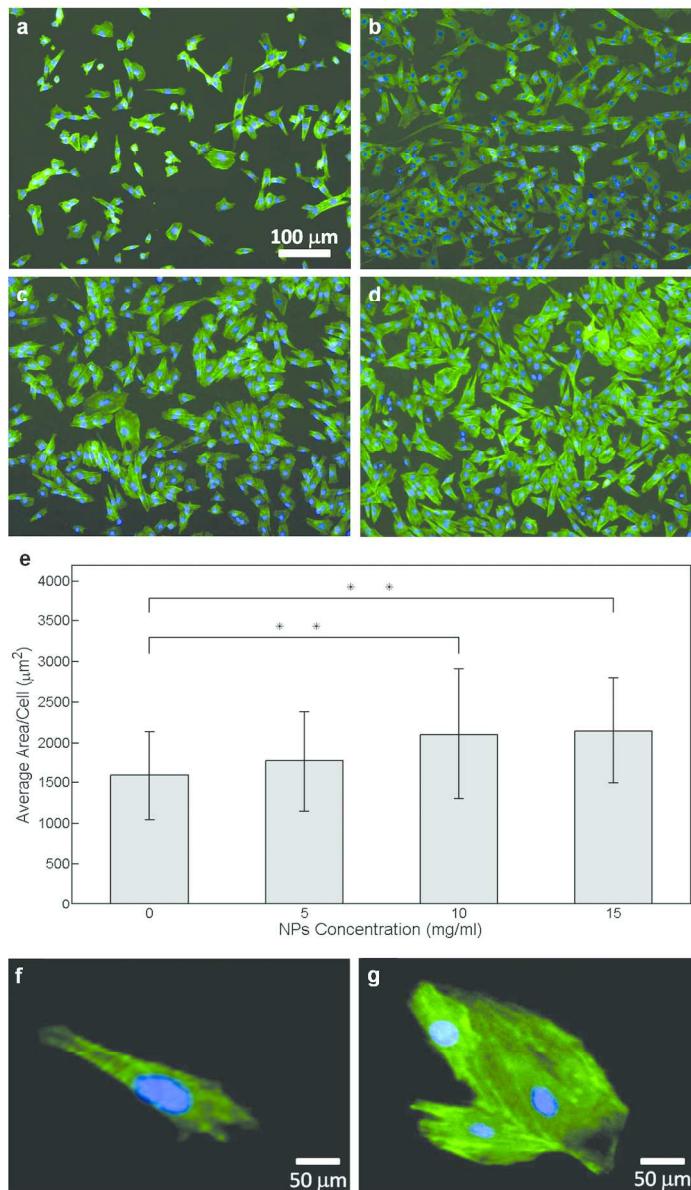 a
b
100 μm
c
d
e
4000
3500
3000
2500
2000
1500
1000
500
0
Average Area/Cell (μm²)
* *
* *
0 5 10 15
NPs Concentration (mg/ml)
f
g
50 μm
50 μm